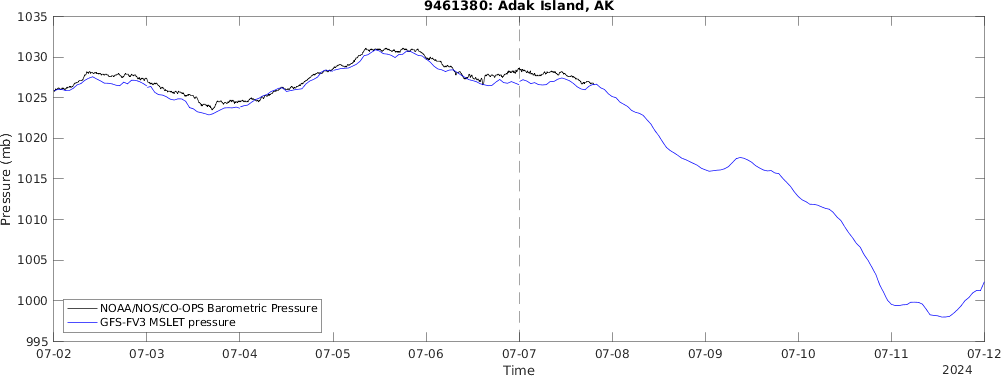 9461380: Adak Island, AK
1035
1030
1025
1020
1015
1010
1005
1000
995
Pressure (mb)
NOAA/NOS/CO-OPS Barometric Pressure
GFS-FV3 MSLET pressure
07-02 07-03 07-04 07-05 07-06 07-07 07-08 07-09 07-10 07-11 07-12
Time
2024